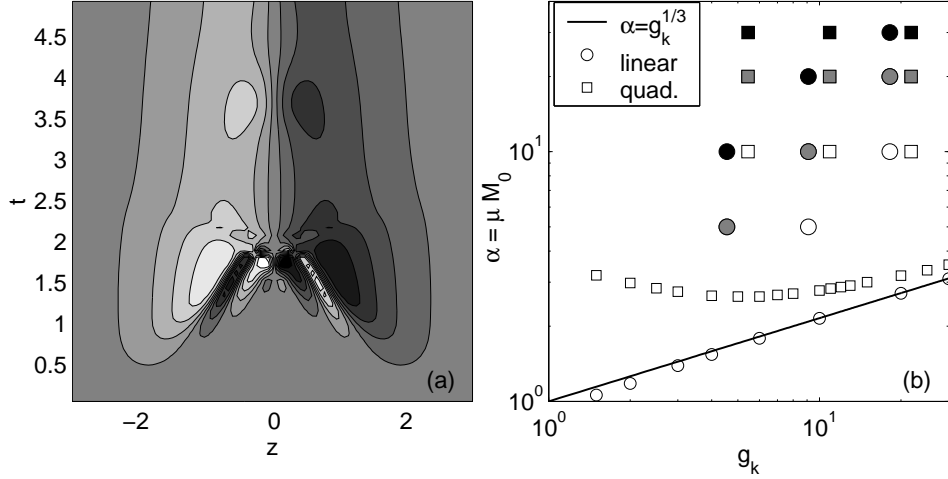 4.5
4
3.5
3
2.5
2
1.5
1
0.5
t
−2
0
2
z
(a)
α=g_k^{1/3}
linear
quad.
10^1
10^0
α = μ M_0
10^0
10^1
g_k
(b)